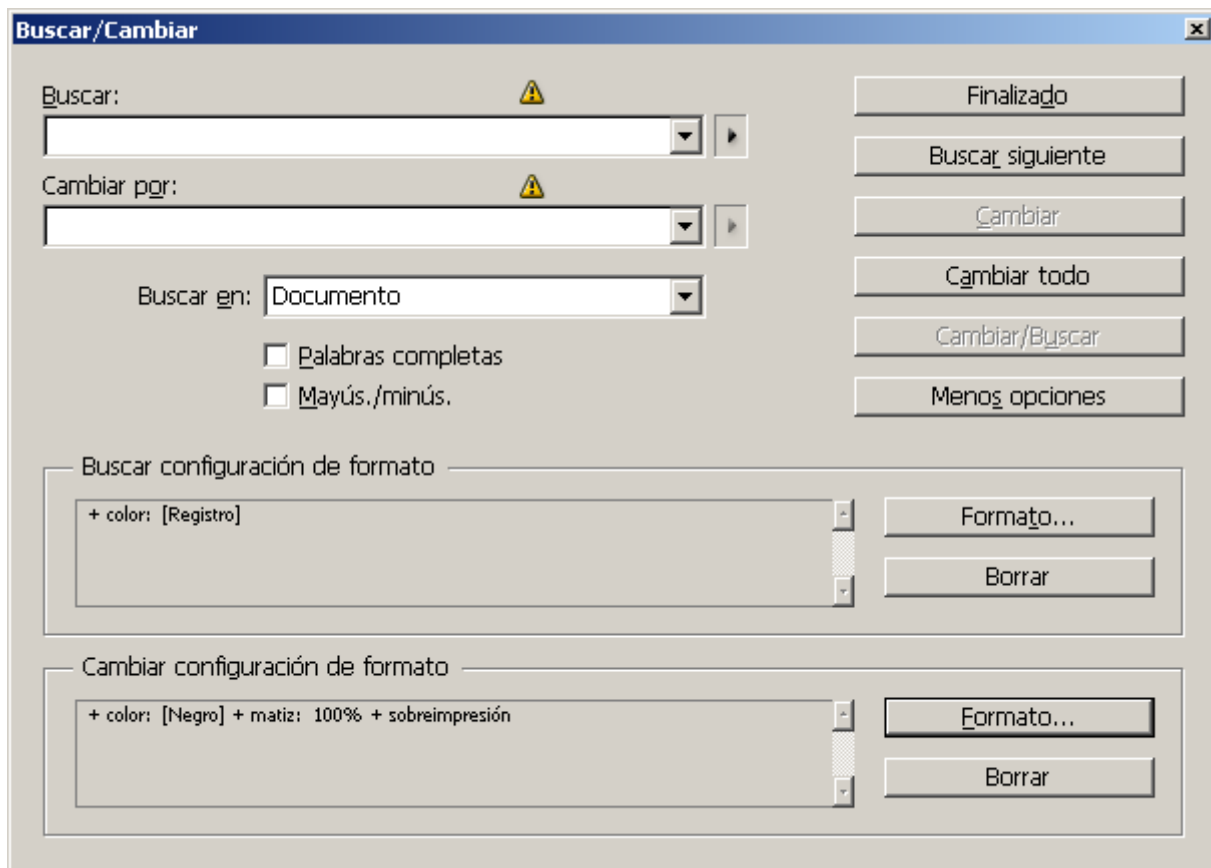 Buscar/Cambiar
Buscar:
Cambiar por:
Buscar en: Documento
Palabras completas
Mayús./minús.
Finalizado
Buscar siguiente
Cambiar
Cambiar todo
Cambiar/Buscar
Menos opciones
Buscar configuración de formato
+ color: [Registro]
Formato...
Borrar
Cambiar configuración de formato
+ color: [Negro] + matiz: 100% + sobreimpresión
Formato...
Borrar